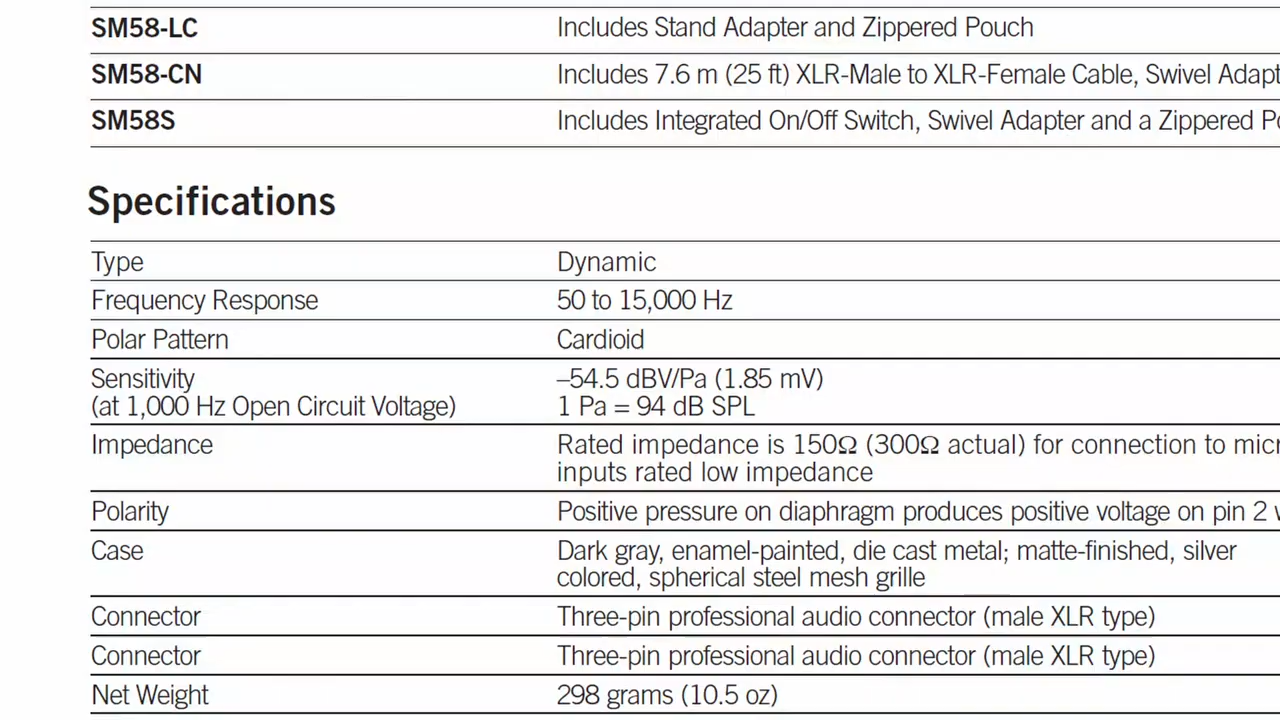 SM58-LC Includes Stand Adapter and Zippered Pouch
SM58-CN Includes 7.6 m (25 ft) XLR-Male to XLR-Female Cable, Swivel Adapt
SM58S Includes Integrated On/Off Switch, Swivel Adapter and a Zippered Po
Specifications
Type Dynamic
Frequency Response 50 to 15,000 Hz
Polar Pattern Cardioid
Sensitivity –54.5 dBV/Pa (1.85 mV)
(at 1,000 Hz Open Circuit Voltage) 1 Pa = 94 dB SPL
Impedance Rated impedance is 150Ω (300Ω actual) for connection to micr
inputs rated low impedance
Polarity Positive pressure on diaphragm produces positive voltage on pin 2 w
Case Dark gray, enamel-painted, die cast metal; matte-finished, silver
colored, spherical steel mesh grille
Connector Three-pin professional audio connector (male XLR type)
Connector Three-pin professional audio connector (male XLR type)
Net Weight 298 grams (10.5 oz)